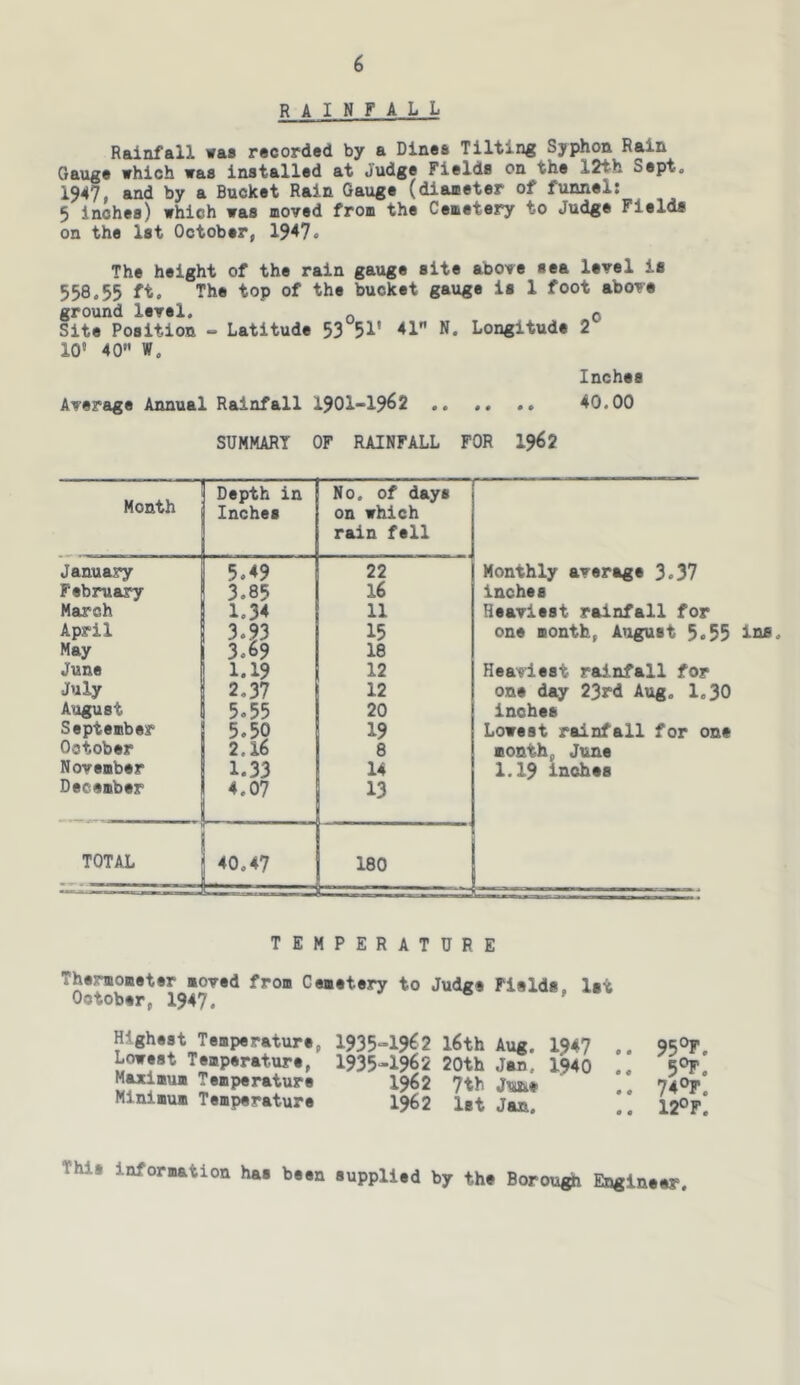 6
RAINFALL
Rainfall was recorded by a Dines Tilting Syphon Rain
Gauge which was installed at Judge Fields on the 12th Sept.
1947, and by a Bucket Rain Gauge (diameter of funnel:
5 inches) which was moved from the Cemetery to Judge Fields
on the 1st October, 1947.
The height of the rain gauge site above sea level is
558.55 ft. The top of the bucket gauge is 1 foot above
ground level.
Site Position - Latitude 53°51' 41" N. Longitude 2°
10' 40" W.
Inches
Average Annual Rainfall 1901-1962 .. .. .. 40.00
SUMMARY OF RAINFALL FOR 1962
Month | Depth in Inches | No. of days on which rain fell
January 5.49 22 Monthly average 3.37
February 3.85 16 inches
March 1.34 11 Heaviest rainfall for
April 3.93 15 one month, August 5.55 ins.
May 3.69 18
June 1.19 12 Heaviest rainfall for
July 2.37 12 one day 23rd Aug. 1.30
August 5.55 20 inches
September 5.50 19 Lowest rainfall for one
October 2.16 8 month, June
November 1.33 14 1.19 inches
December 4.07 13
TOTAL 40.47 180
TEMPERATURE
Thermometer moved from Cemetery to Judge Fields, 1st
October, 1947.
Highest Temperature, 1935-1962 16th Aug. 1947 .. 95°F.
Lowest Temperature, 1935-1962 20th Jan. 1940 .. 5°F.
Maximum Temperature 1962 7th June .. 74°F.
Minimum Temperature 1962 1st Jan. .. 12°F.
This information has been supplied by the Borough Engineer.